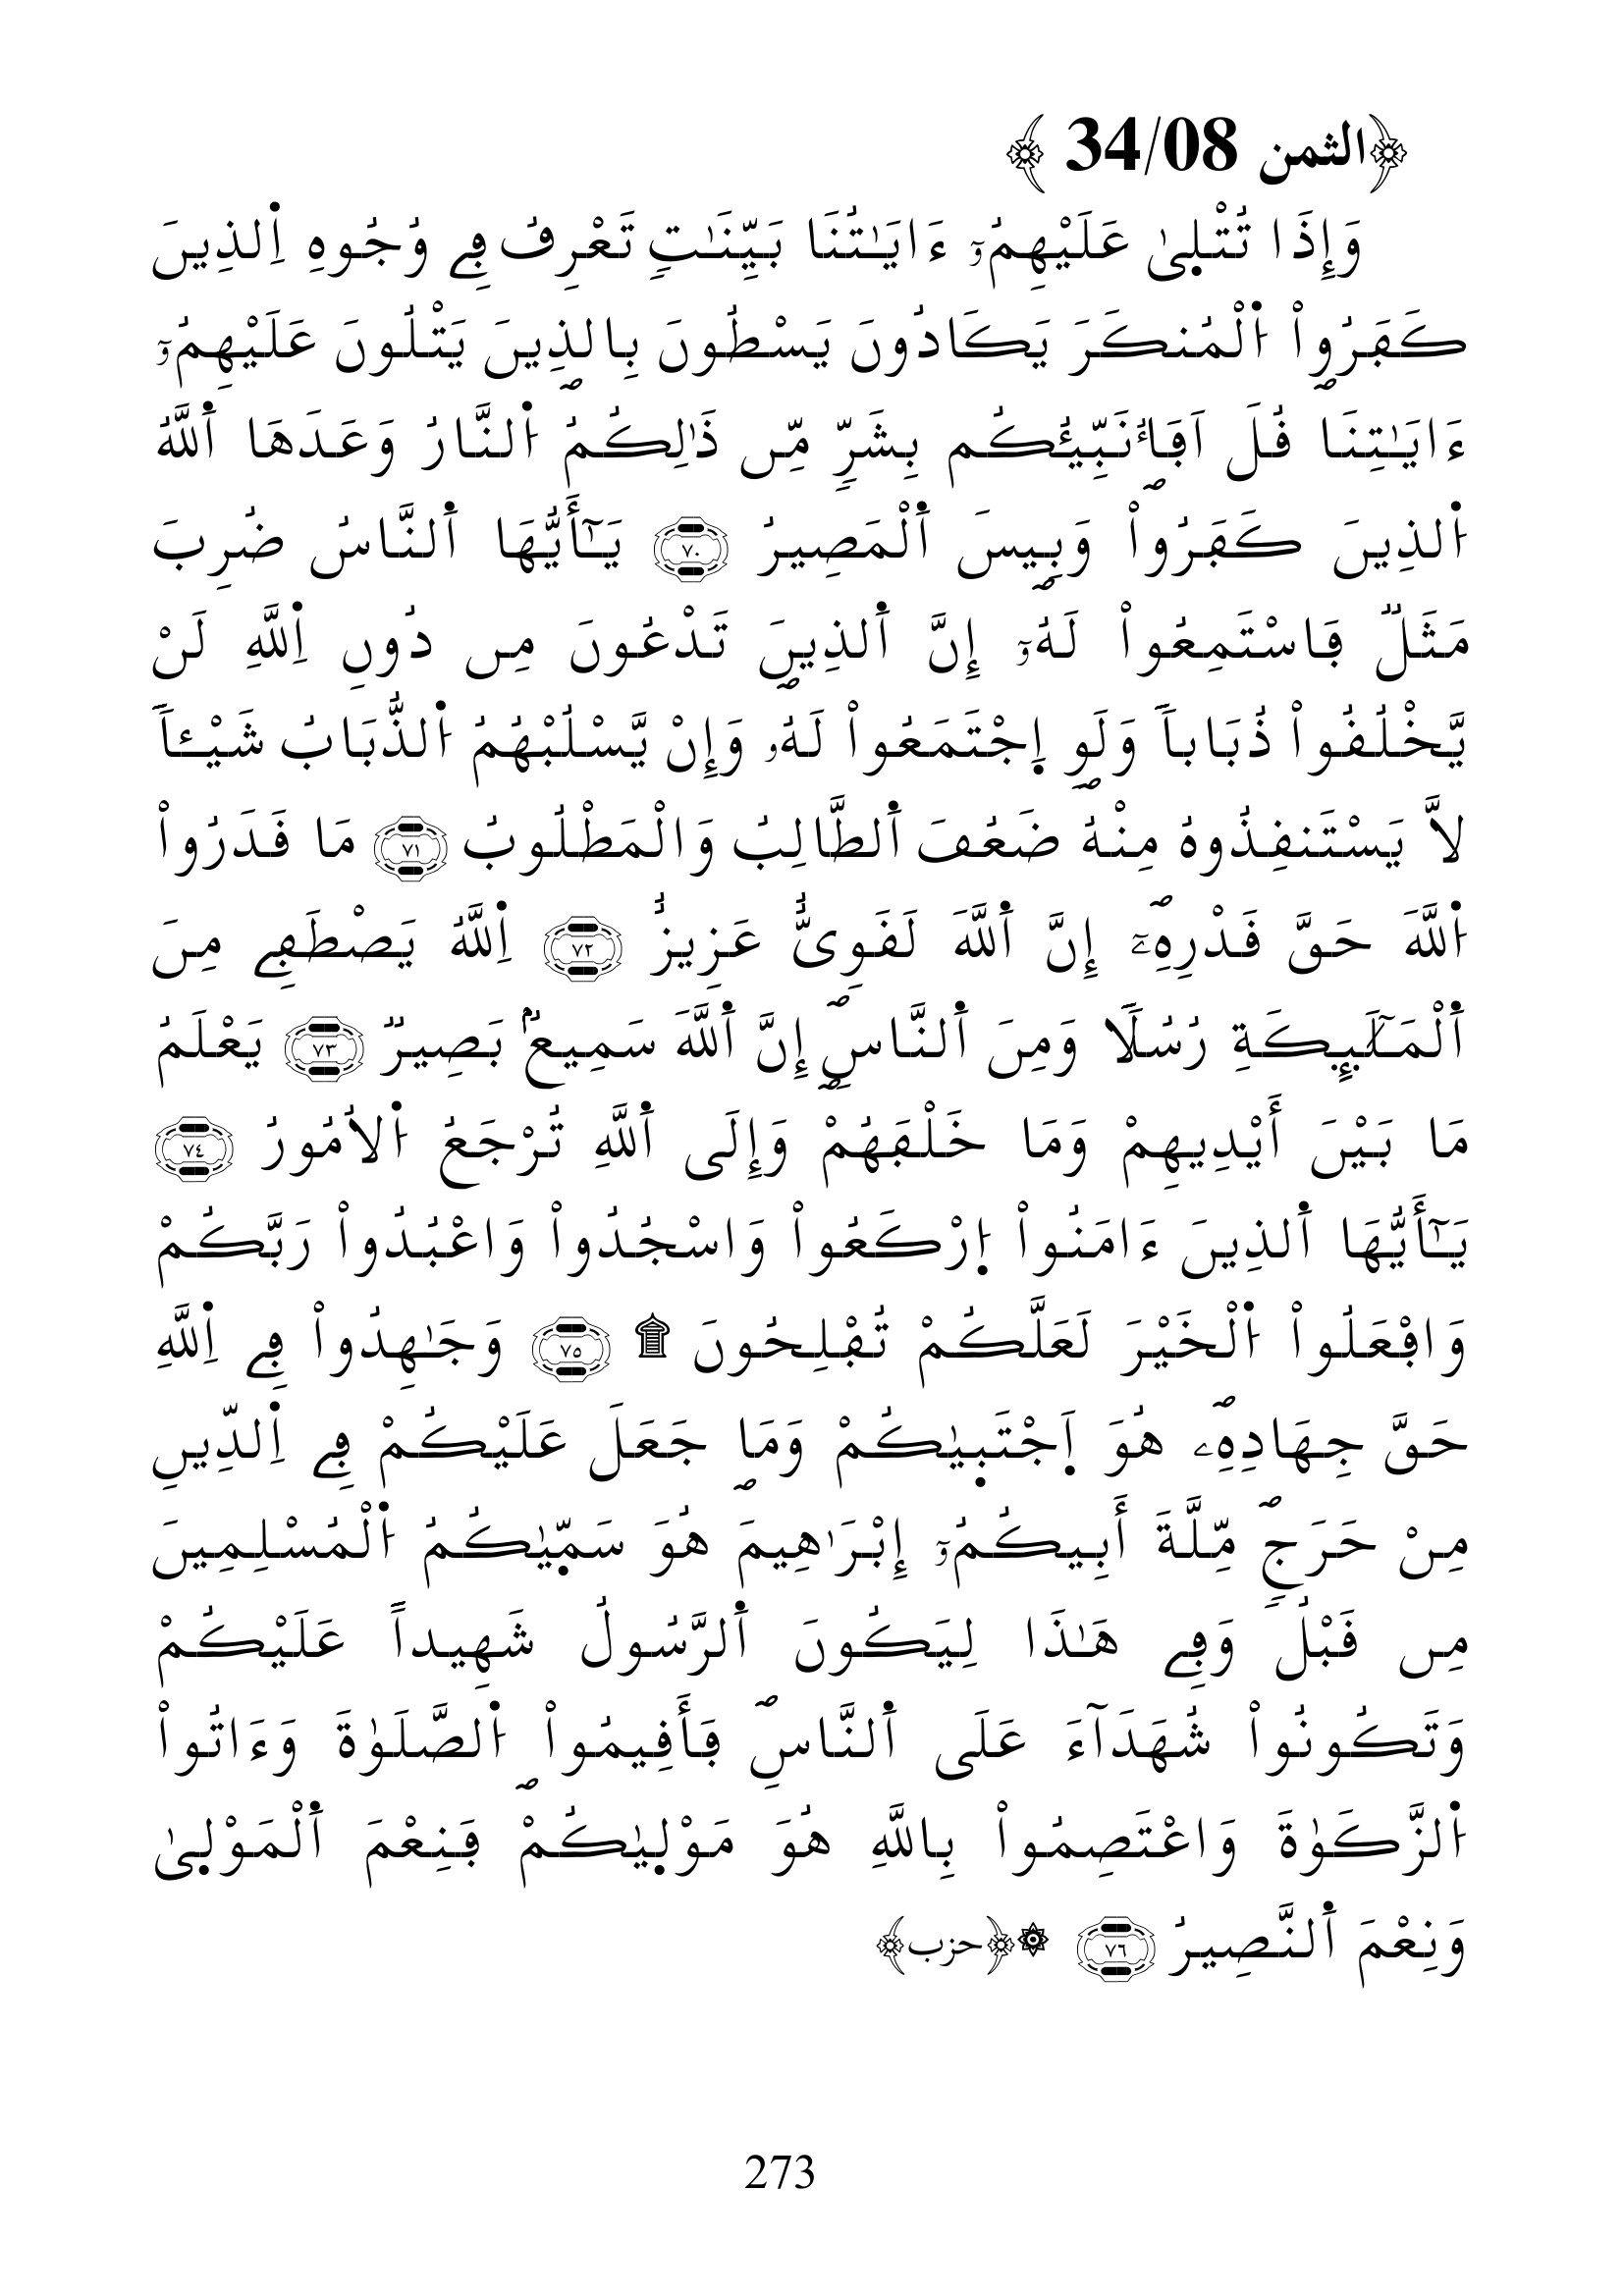 ﴿الثمن 34/08 ﴾
وَإِذَا تُتْل۪يٰ عَلَيْهِمُۥٓ ءَايَٰتُنَا بَيِّنَٰتٖ تَعْرِفُ فِے وُجُوهِ اِ۬لذِينَ
كَفَرُواْ اُ۬لْمُنكَرَۖ يَكَادُونَ يَسْطُونَ بِالذِينَ يَتْلُونَ عَلَيْهِمُۥٓ
ءَايَٰتِنَاۖ قُلَ اَفَأُنَبِّئُكُم بِشَرّٖ مِّن ذَٰلِكُمُ اُ۬لنَّارُ وَعَدَهَا اَ۬للَّهُ
اُ۬لذِينَ كَفَرُواْۖ وَبِيسَ اَ۬لْمَصِيرُ ٧٠ يَٰٓأَيُّهَا اَ۬لنَّاسُ ضُرِبَ
مَثَلٞ فَاسْتَمِعُواْ لَهُۥٓۖ إِنَّ اَ۬لذِينَ تَدْعُونَ مِن دُونِ اِ۬للَّهِ لَنْ
يَّخْلُقُواْ ذُبَاباٗ وَلَوِ اِ۪جْتَمَعُواْ لَهُۥۖ وَإِنْ يَّسْلُبْهُمُ اُ۬لذُّبَابُ شَيْـٔاٗ
لَّا يَسْتَنقِذُوهُ مِنْهُۖ ضَعُفَ اَ۬لطَّالِبُ وَالْمَطْلُوبُ ٧١ مَا قَدَرُواْ
اُ۬للَّهَ حَقَّ قَدْرِهِۦٓۖ إِنَّ اَ۬للَّهَ لَقَوِيٌّ عَزِيزٌۖ ٧٢ اِ۬للَّهُ يَصْطَفِے مِنَ
اَ۬لْمَلَٰٓئِكَةِ رُسُلاٗ وَمِنَ اَ۬لنَّاسِۖ إِنَّ اَ۬للَّهَ سَمِيعُۢ بَصِيرٞ ٧٣ يَعْلَمُ
مَا بَيْنَ أَيْدِيهِمْ وَمَا خَلْفَهُمْۖ وَإِلَى اَ۬للَّهِ تُرْجَعُ اُ۬لُامُورُ ٧٤
يَٰٓأَيُّهَا اَ۬لذِينَ ءَامَنُواْ اُ۪رْكَعُواْ وَاسْجُدُواْ وَاعْبُدُواْ رَبَّكُمْ
وَافْعَلُواْ اُ۬لْخَيْرَ لَعَلَّكُمْ تُفْلِحُونَ ۩ ٧٥ وَجَٰهِدُواْ فِے اِ۬للَّهِ
حَقَّ جِهَادِهِۦۖ هُوَ اَ۪جْتَب۪يٰكُمْۖ وَمَا جَعَلَ عَلَيْكُمْ فِے اِ۬لدِّينِ
مِنْ حَرَجٖۖ مِّلَّةَ أَبِيكُمُۥٓ إِبْرَٰهِيمَۖ هُوَ سَمّ۪يٰكُمُ اُ۬لْمُسْلِمِينَ
مِن قَبْلُ وَفِے هَٰذَا لِيَكُونَ اَ۬لرَّسُولُ شَهِيداً عَلَيْكُمْ
وَتَكُونُواْ شُهَدَآءَ عَلَى اَ۬لنَّاسِۖ فَأَقِيمُواْ اُ۬لصَّلَوٰةَ وَءَاتُواْ
اُ۬لزَّكَوٰةَ وَاعْتَصِمُواْ بِاللَّهِ هُوَ مَوْل۪يٰكُمْۖ فَنِعْمَ اَ۬لْمَوْل۪يٰ
وَنِعْمَ اَ۬لنَّصِيرُ ٧٦ ۞﴿حزب﴾
273